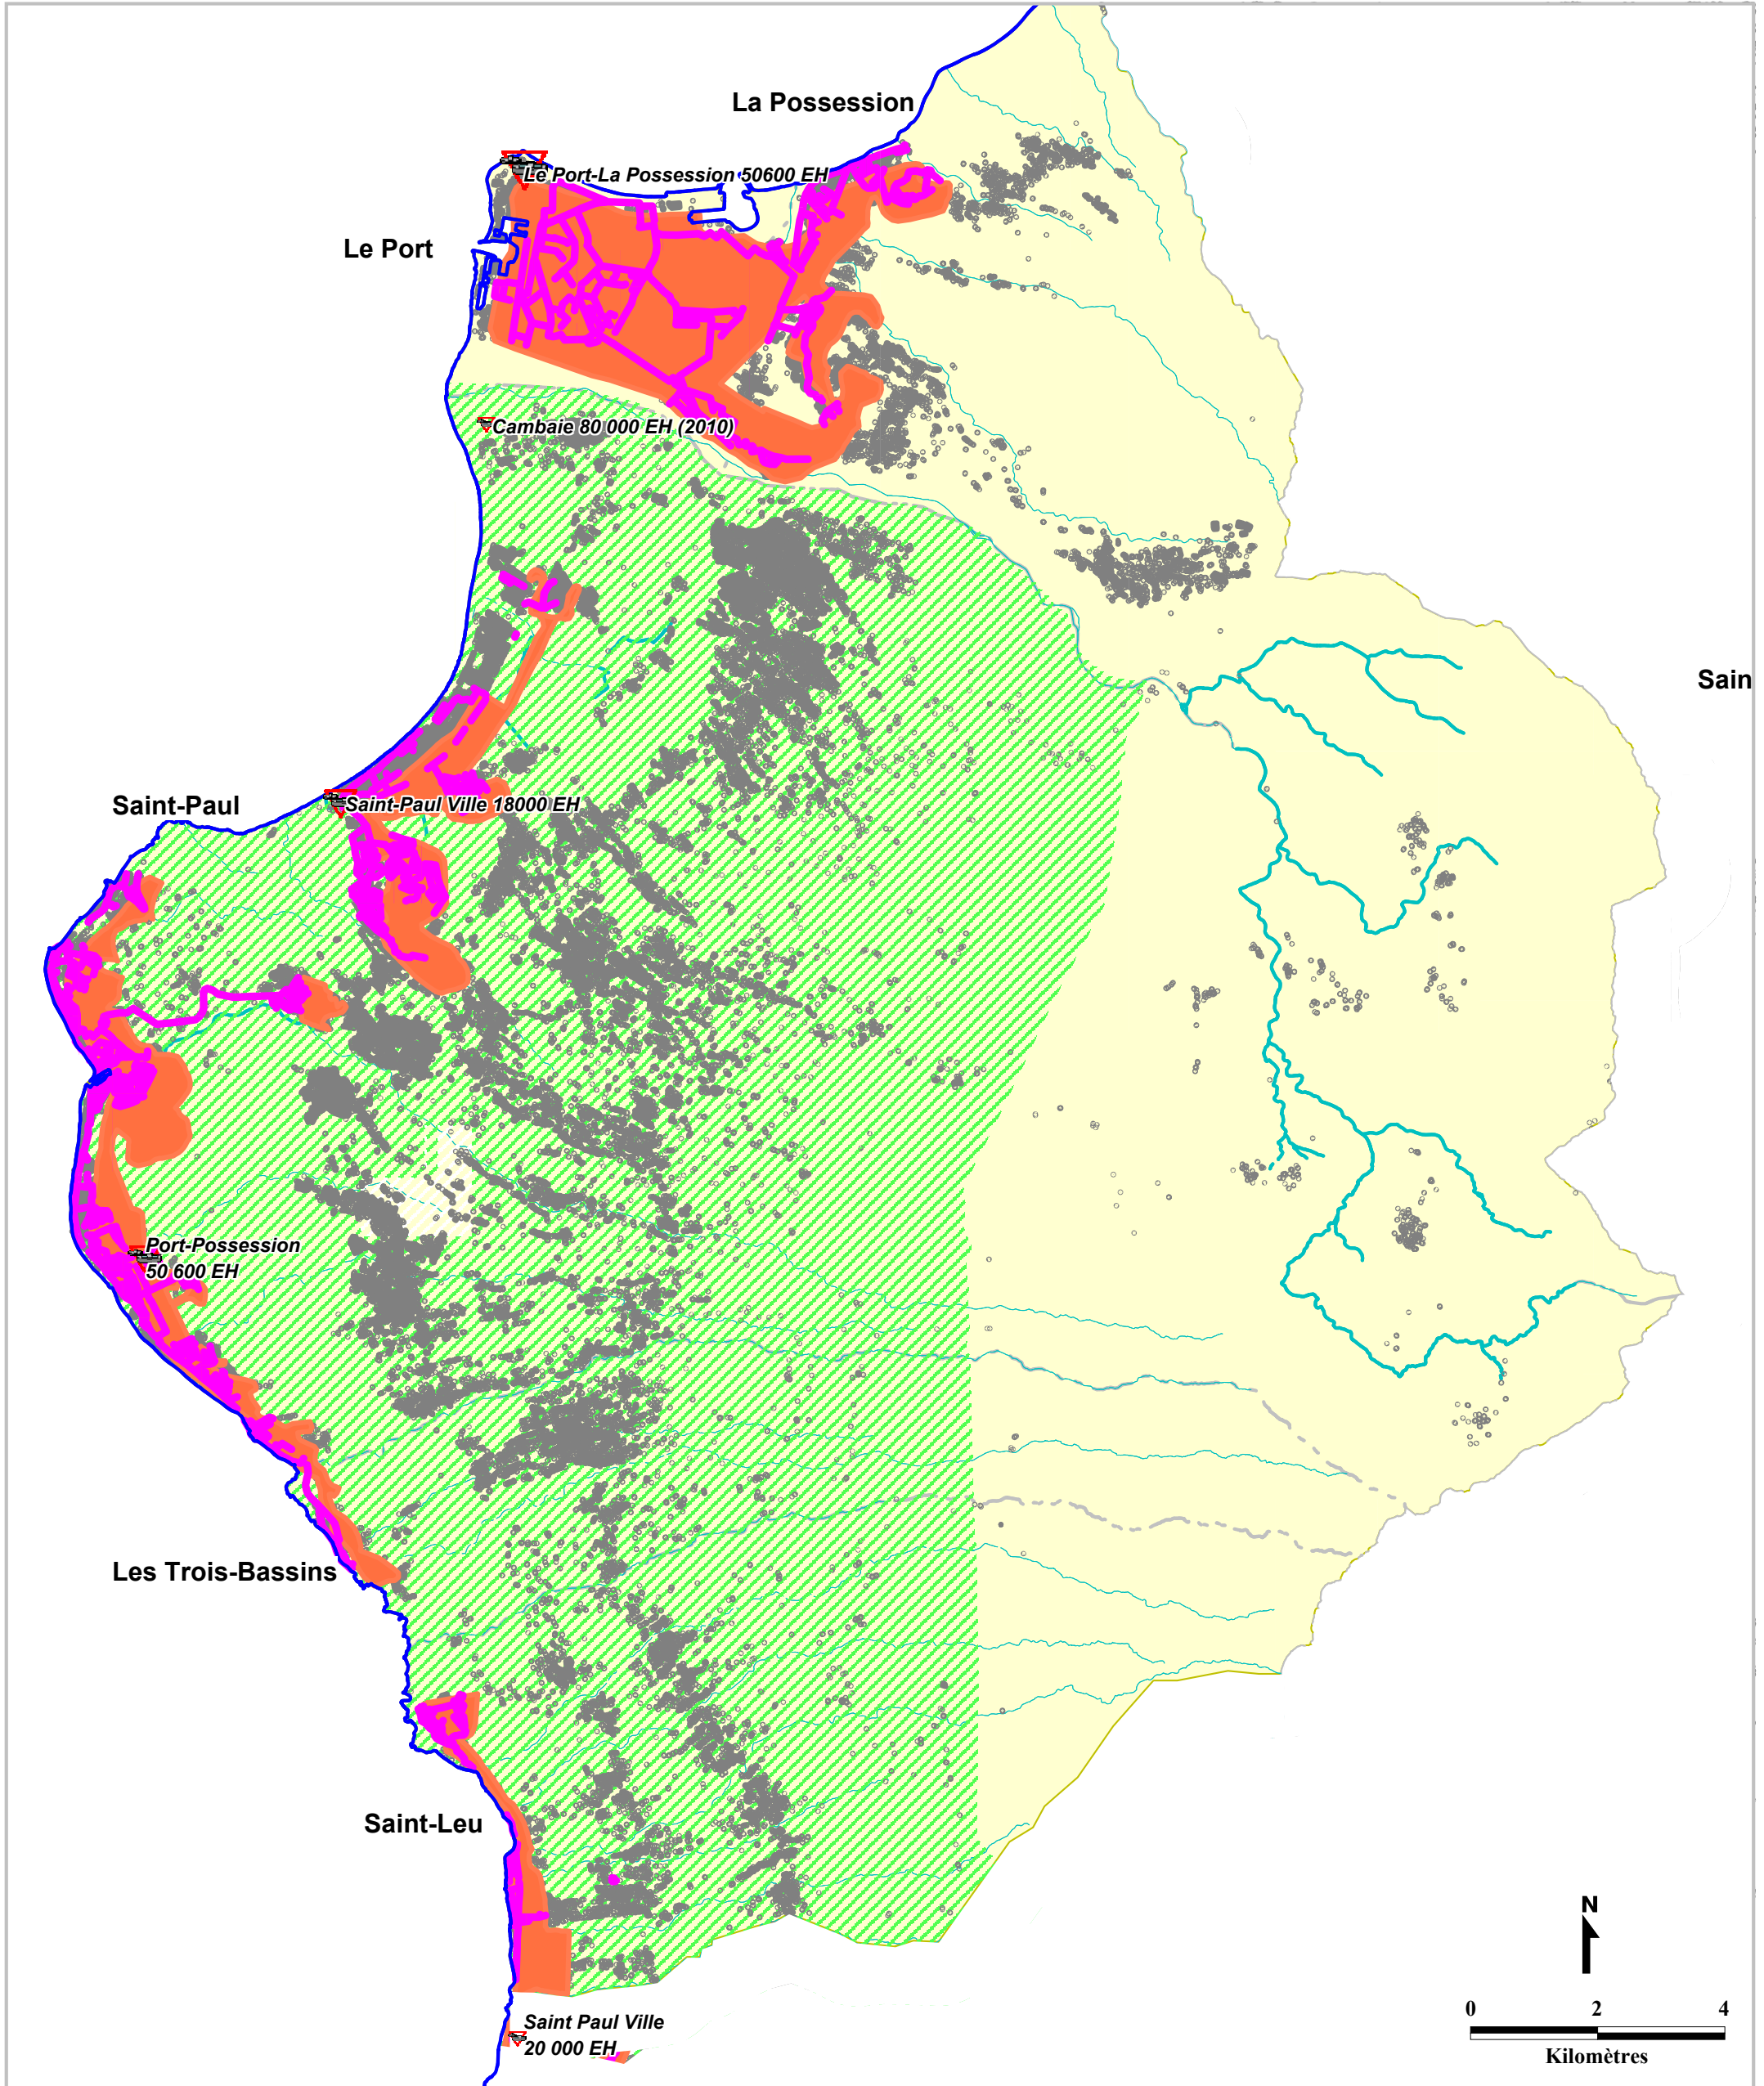 La Possession
Le Port-La Possession 50600 EH
Le Port
Cambaie 80 000 EH (2010)
Sain
Saint-Paul Ville 18000 EH
Saint-Paul
Port-Possession
50 600 EH
Les Trois-Bassins
Saint-Leu
N
0 2 4
Kilomètres
Saint Paul Ville
20 000 EH